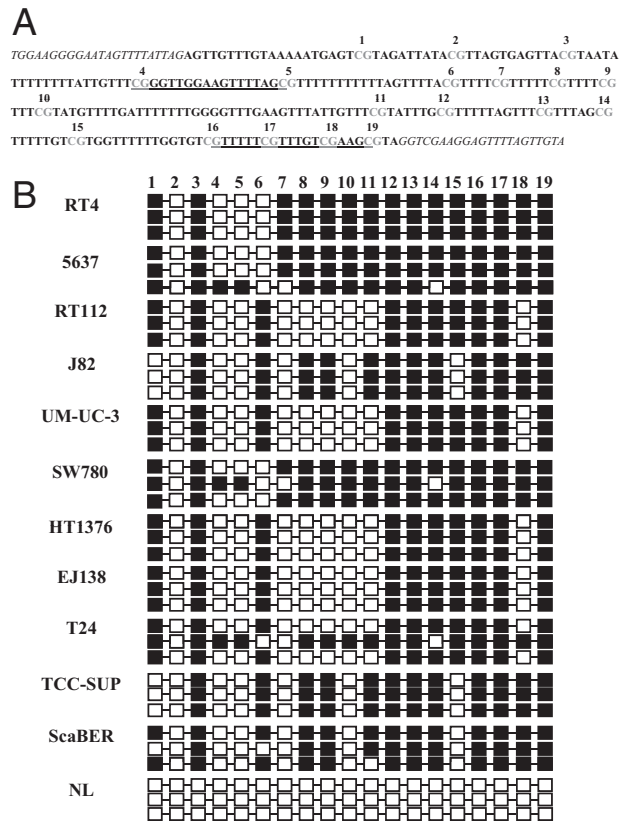 A
1 2 3
TGGAAGGGGAATAGTTTTATTAGAGTTGTTTGTAAAAATGAGTCGTAGATTATACGTTAGTGAGTTACGTAATA
4 5 6 7 8 9
TTTTTTTTATTGTTTCGGGTTGGAAGTTTTAGCGTTTTTTTTTTTAGTTTTACGTTTTCGTTTTTCGTTTTCG
10 11 12 13 14
TTTCGTATGTTTTGATTTTTTTGGGGTTTGAAGTTTATTGTTTCGTATTTGCGTTTTTAGTTTCGTTTAGCG
15 16 17 18 19
TTTTTGTCGTGGTTTTTTGGTGTCGTTTTTCGTTTGTCGAAGCGTAGGTCGAAGGAGTTTTAGTTGTA
B
1 2 3 4 5 6 7 8 9 10 11 12 13 14 15 16 17 18 19
RT4
5637
RT112
J82
UM-UC-3
SW780
HT1376
EJ138
T24
TCC-SUP
ScaBER
NL